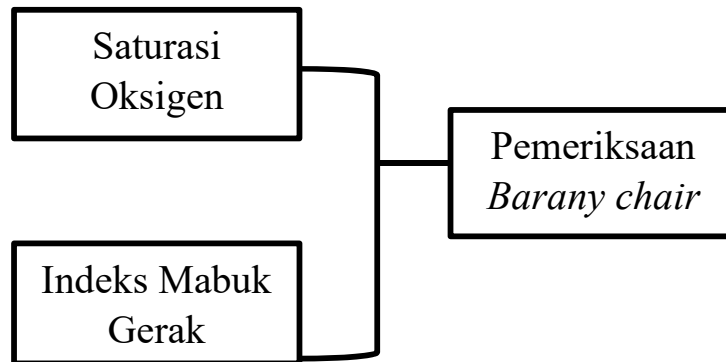 Saturasi
Oksigen
Pemeriksaan
Barany chair
Indeks Mabuk
Gerak